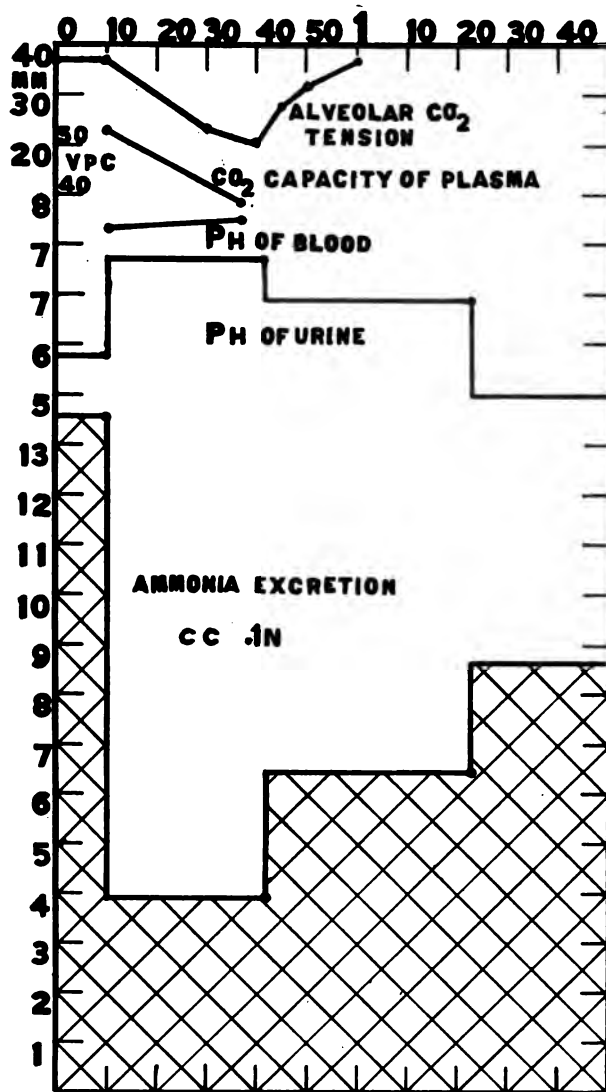 0 10 20 30 40 50 1 10 20 30 40
40
MM
30
ALVEOLAR CO2
TENSION
50
20
VPC
40
CO2 CAPACITY OF PLASMA
8
PH OF BLOOD
7
7
PH OF URINE
6
5
13
12
11
10
AMMONIA EXCRETION
CC .1N
9
8
7
6
5
4
3
2
1